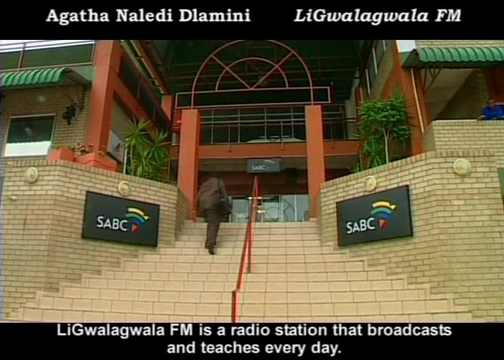 Agatha Naledi Dlamini LiGwalagwala FM
SABC
SABC
SABC
LiGwalagwala FM is a radio station that broadcasts
and teaches every day.